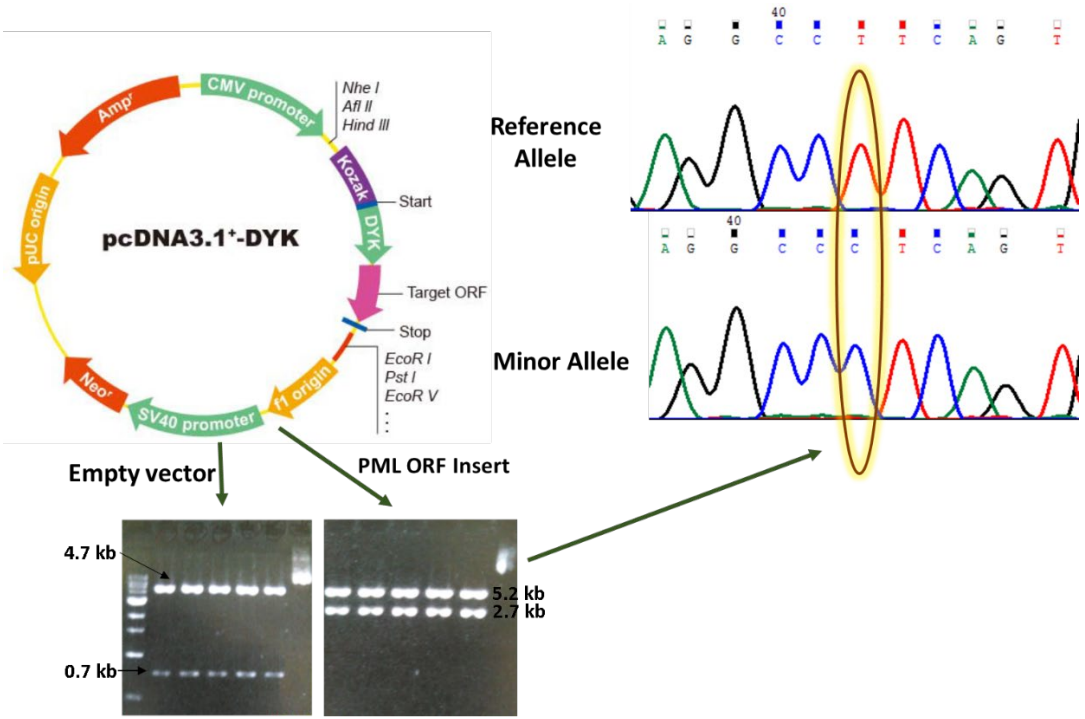 CMV promoter
Nhe I
Afl II
Hind III
Kozak
Start
DYK
Target ORF
Stop
EcoR I
Pst I
EcoR V
f1 origin
SV40 promoter
Neoʳ
pUC origin
Ampʳ
pcDNA3.1⁺-DYK
Empty vector
PML ORF Insert
4.7 kb
0.7 kb
5.2 kb
2.7 kb
Reference
Allele
40
A G G C C T T C A G T
Minor Allele
40
A G G C C C T C A G T